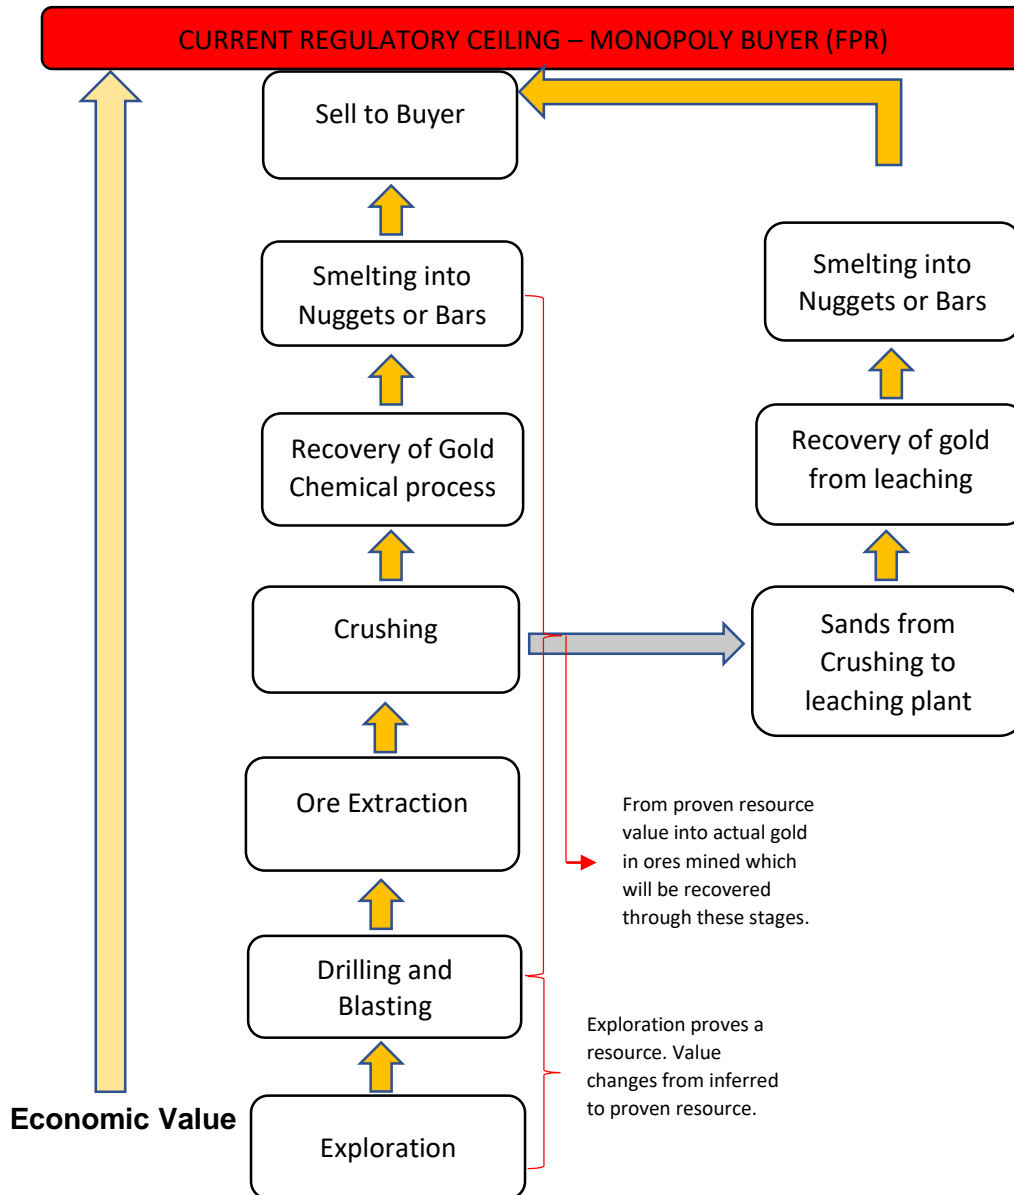 CURRENT REGULATORY CEILING – MONOPOLY BUYER (FPR)
Sell to Buyer
Smelting into
Nuggets or Bars
Smelting into
Nuggets or Bars
Recovery of Gold
Chemical process
Recovery of gold
from leaching
Crushing
Sands from
Crushing to
leaching plant
Ore Extraction
From proven resource
value into actual gold
in ores mined which
will be recovered
through these stages.
Drilling and
Blasting
Exploration proves a
resource. Value
changes from inferred
to proven resource.
Economic Value
Exploration